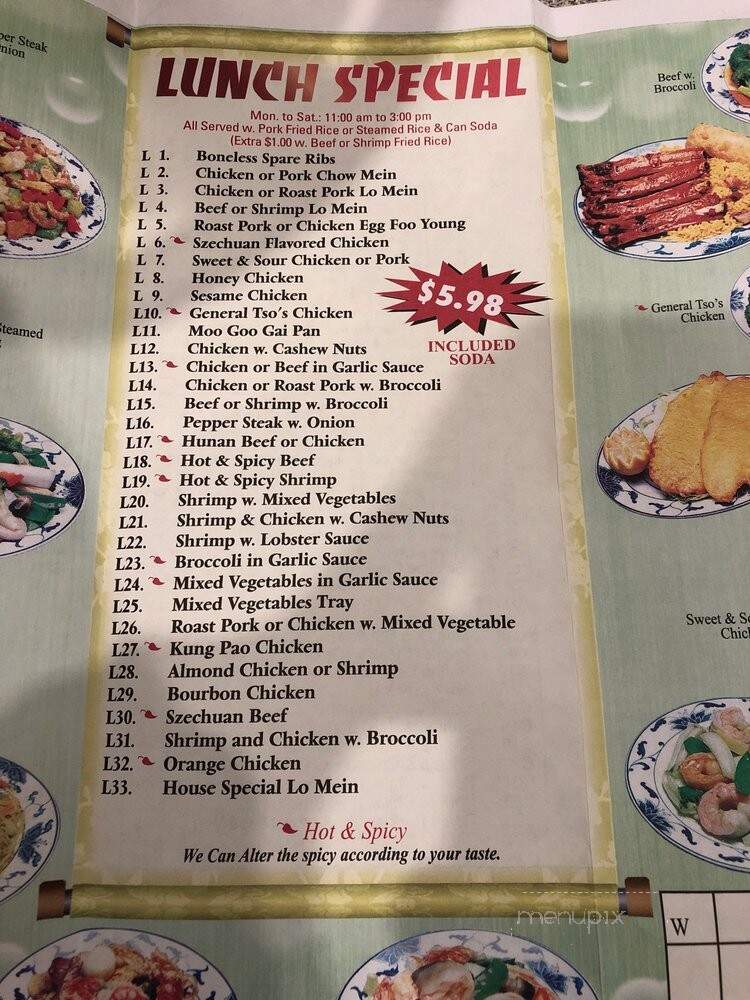 per Steak
nion
LUNCH SPECIAL
Mon. to Sat.: 11:00 am to 3:00 pm
All Served w. Pork Fried Rice or Steamed Rice & Can Soda
(Extra $1.00 w. Beef or Shrimp Fried Rice)
L 1. Boneless Spare Ribs
L 2. Chicken or Pork Chow Mein
L 3. Chicken or Roast Pork Lo Mein
L 4. Beef or Shrimp Lo Mein
L 5. Roast Pork or Chicken Egg Foo Young
L 6. Szechuan Flavored Chicken
L 7. Sweet & Sour Chicken or Pork
L 8. Honey Chicken
L 9. Sesame Chicken
L10. General Tso's Chicken
L11. Moo Goo Gai Pan
L12. Chicken w. Cashew Nuts
L13. Chicken or Beef in Garlic Sauce
L14. Chicken or Roast Pork w. Broccoli
L15. Beef or Shrimp w. Broccoli
L16. Pepper Steak w. Onion
L17. Hunan Beef or Chicken
L18. Hot & Spicy Beef
L19. Hot & Spicy Shrimp
L20. Shrimp w. Mixed Vegetables
L21. Shrimp & Chicken w. Cashew Nuts
L22. Shrimp w. Lobster Sauce
L23. Broccoli in Garlic Sauce
L24. Mixed Vegetables in Garlic Sauce
L25. Mixed Vegetables Tray
L26. Roast Pork or Chicken w. Mixed Vegetable
L27. Kung Pao Chicken
L28. Almond Chicken or Shrimp
L29. Bourbon Chicken
L30. Szechuan Beef
L31. Shrimp and Chicken w. Broccoli
L32. Orange Chicken
L33. House Special Lo Mein
$5.98
INCLUDED
SODA
Hot & Spicy
We Can Alter the spicy according to your taste.
Steamed
Beef w.
Broccoli
General Tso's
Chicken
Sweet & So
Chic
menupix
W